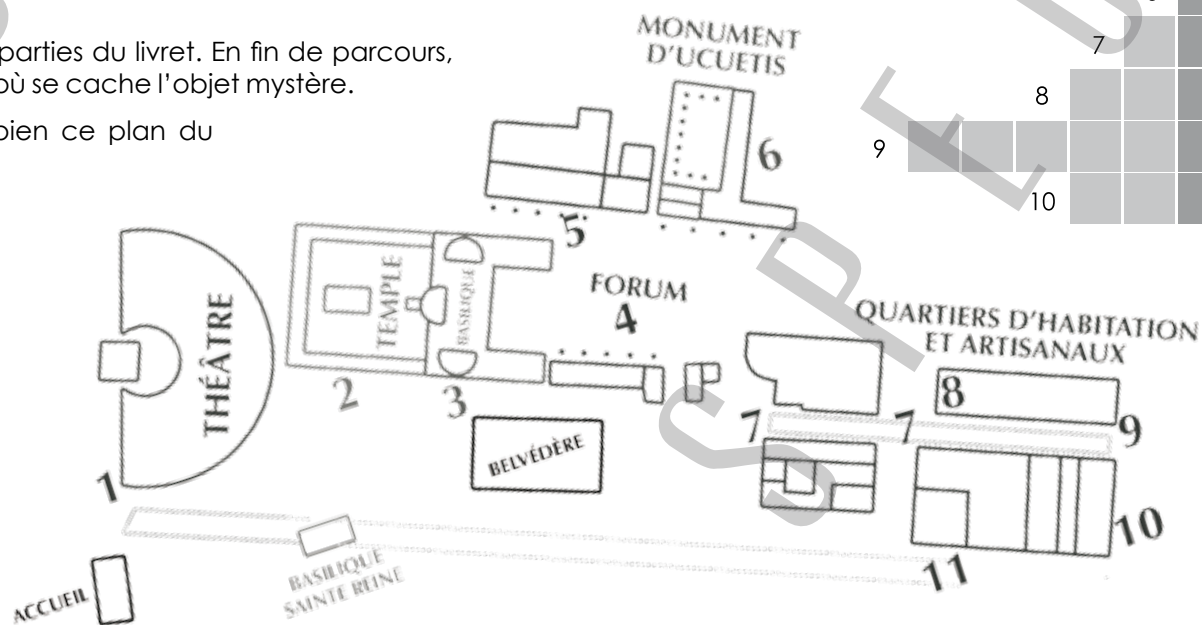 parties du livret. En fin de parcours,
où se cache l'objet mystère.
bien ce plan du
MONUMENT
D'UCUETIS
6
5
7
8
9
10
THÉÂTRE
TEMPLE
BASILIQUE
FORUM
4
2
3
BELVÉDÈRE
QUARTIERS D'HABITATION
ET ARTISANAUX
8
7
7
9
10
11
1
BASILIQUE
SAINTE REINE
ACCUEIL